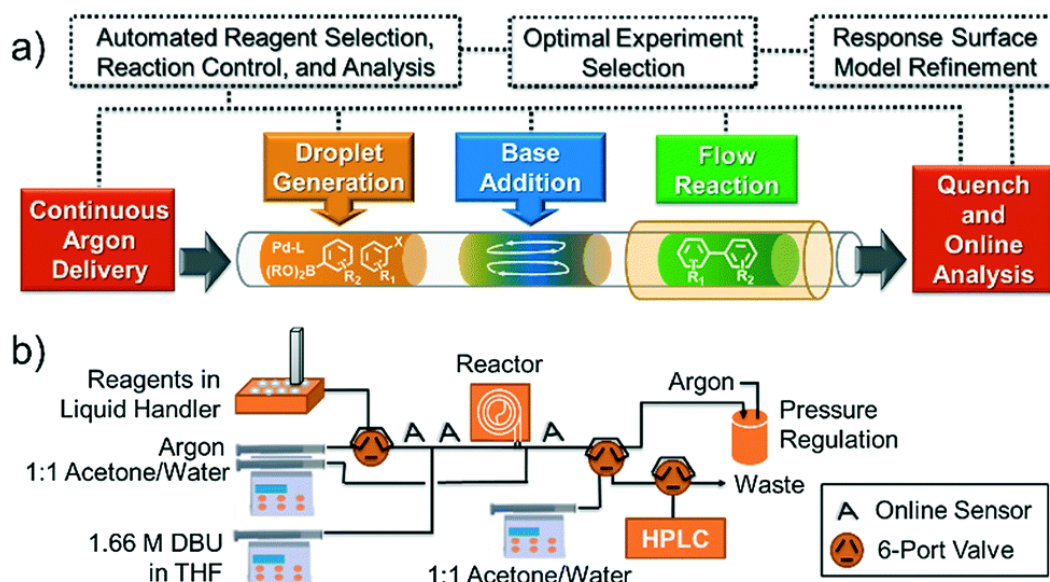 a)
Automated Reagent Selection,
Reaction Control, and Analysis
Optimal Experiment
Selection
Response Surface
Model Refinement
Continuous
Argon
Delivery
Droplet
Generation
Base
Addition
Flow
Reaction
Quench
and
Online
Analysis
Pd-L
(RO)₂B
R₂
X
R₁
R₁
R₂
b)
Reagents in
Liquid Handler
Reactor
Argon
Pressure
Regulation
Argon
1:1 Acetone/Water
Waste
HPLC
1.66 M DBU
in THF
1:1 Acetone/Water
Online Sensor
6-Port Valve